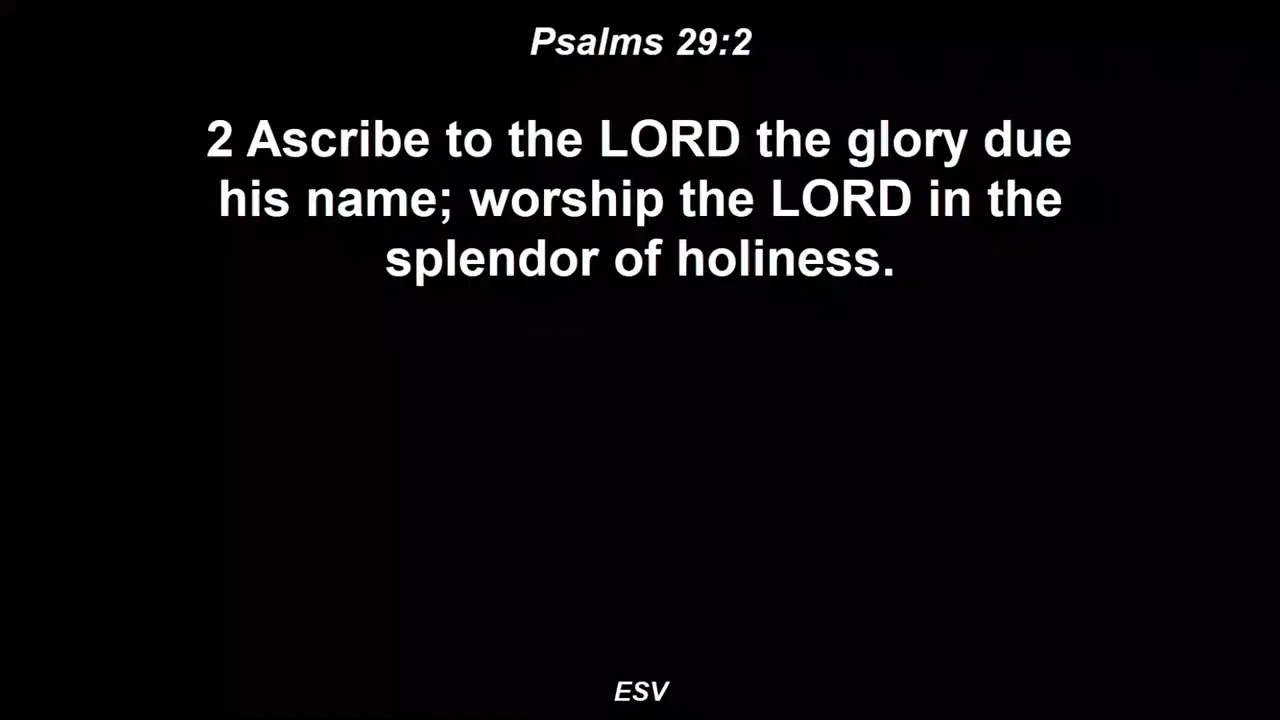 Psalms 29:2
2 Ascribe to the LORD the glory due
his name; worship the LORD in the
splendor of holiness.
ESV